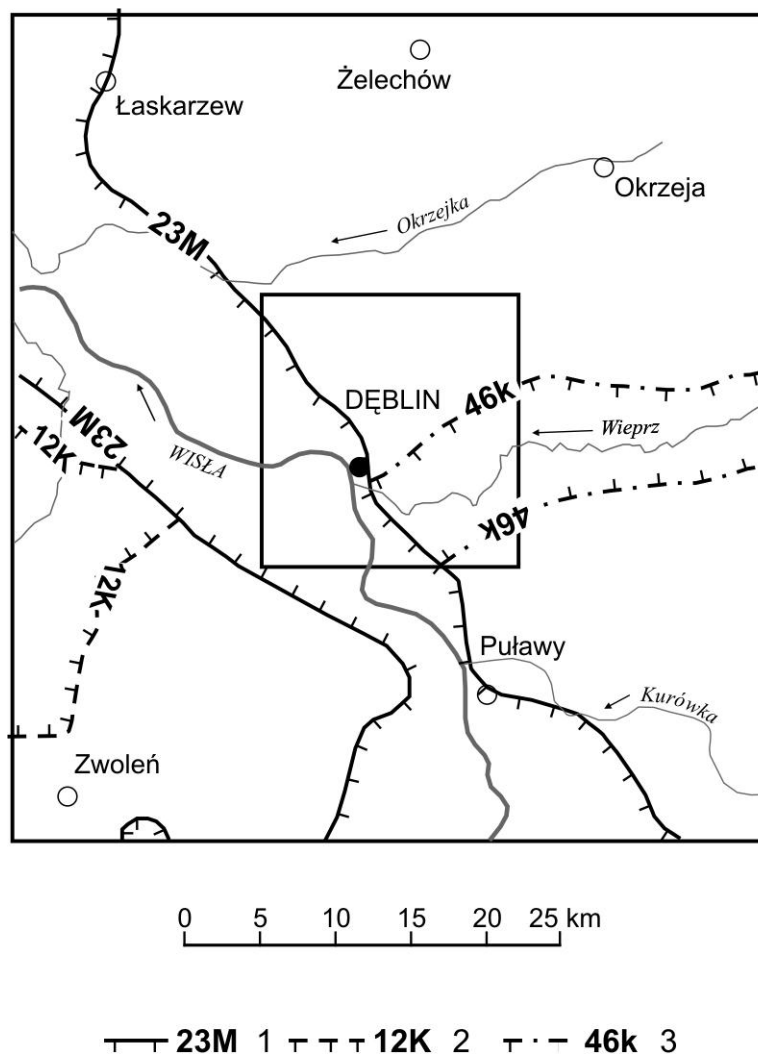 Żelechów
Łaskarzew
Okrzeja
Okrzejka
23M
DĘBLIN
46k
23M
12K
WISŁA
Wieprz
46k
12K
Puławy
Kurówka
Zwoleń
0 5 10 15 20 25 km
23M 1 12K 2 46k 3